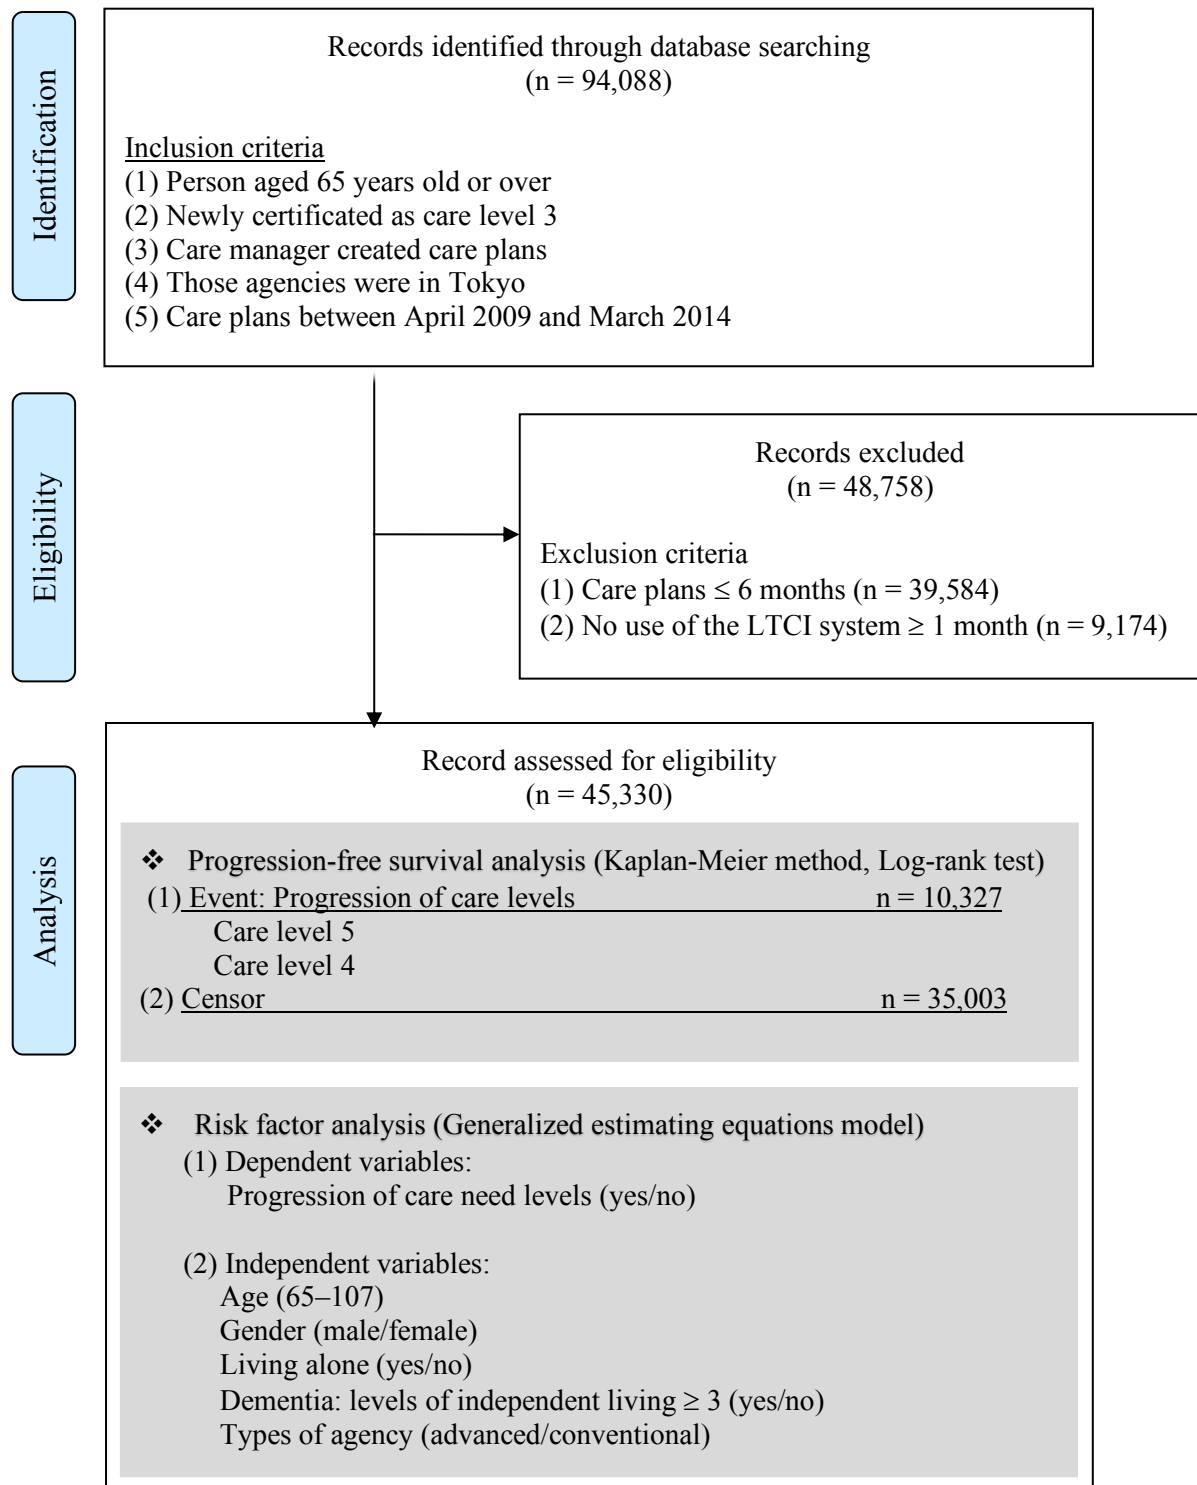 Identification
Records identified through database searching
(n = 94,088)
Inclusion criteria
(1) Person aged 65 years old or over
(2) Newly certificated as care level 3
(3) Care manager created care plans
(4) Those agencies were in Tokyo
(5) Care plans between April 2009 and March 2014
Eligibility
Records excluded
(n = 48,758)
Exclusion criteria
(1) Care plans ≤ 6 months (n = 39,584)
(2) No use of the LTCI system ≥ 1 month (n = 9,174)
Analysis
Record assessed for eligibility
(n = 45,330)
❖ Progression-free survival analysis (Kaplan-Meier method, Log-rank test)
(1) Event: Progression of care levels n = 10,327
Care level 5
Care level 4
(2) Censor n = 35,003
❖ Risk factor analysis (Generalized estimating equations model)
(1) Dependent variables:
Progression of care need levels (yes/no)
(2) Independent variables:
Age (65–107)
Gender (male/female)
Living alone (yes/no)
Dementia: levels of independent living ≥ 3 (yes/no)
Types of agency (advanced/conventional)